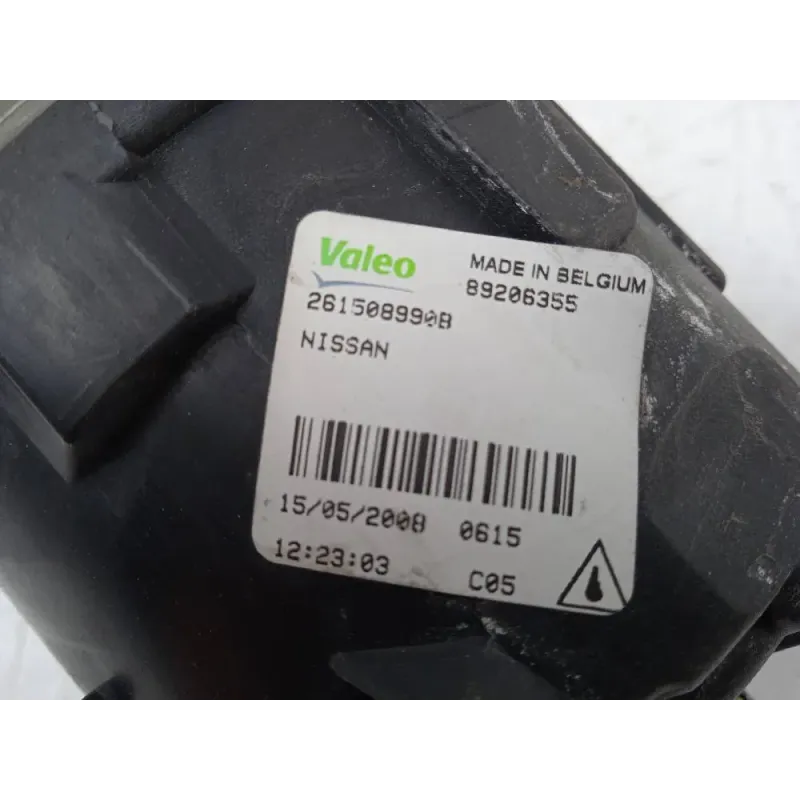 Valeo
MADE IN BELGIUM
89206355
261508990B
NISSAN
15/05/2008 0615
12:23:03 C05